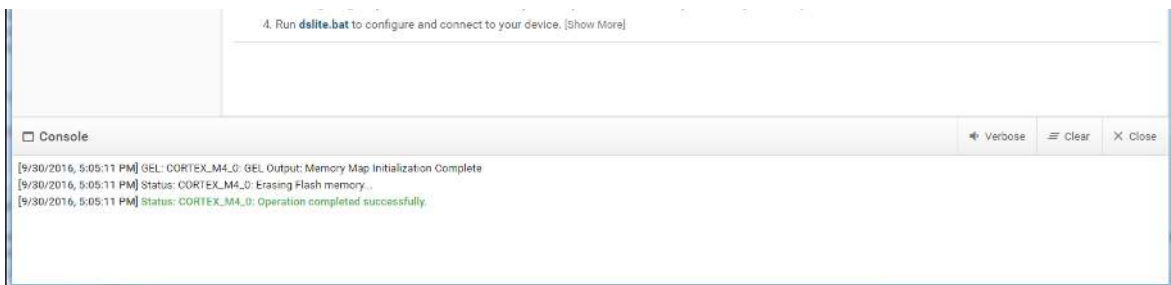 4. Run dslite.bat to configure and connect to your device. [Show More]
Console
Verbose
Clear
Close
[9/30/2016, 5:05:11 PM] GEL: CORTEX_M4_0: GEL Output: Memory Map Initialization Complete
[9/30/2016, 5:05:11 PM] Status: CORTEX_M4_0: Erasing Flash memory...
[9/30/2016, 5:05:11 PM] Status: CORTEX_M4_0: Operation completed successfully.